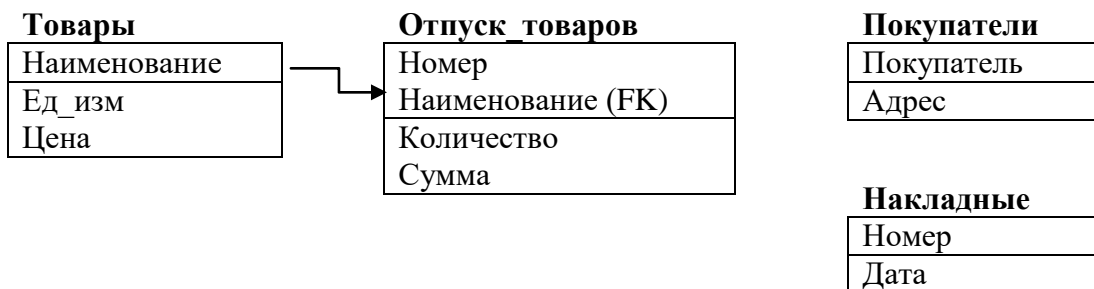 Товары
Наименование
Ед_изм
Цена
Отпуск_товаров
Номер
Наименование (FK)
Количество
Сумма
Покупатели
Покупатель
Адрес
Накладные
Номер
Дата